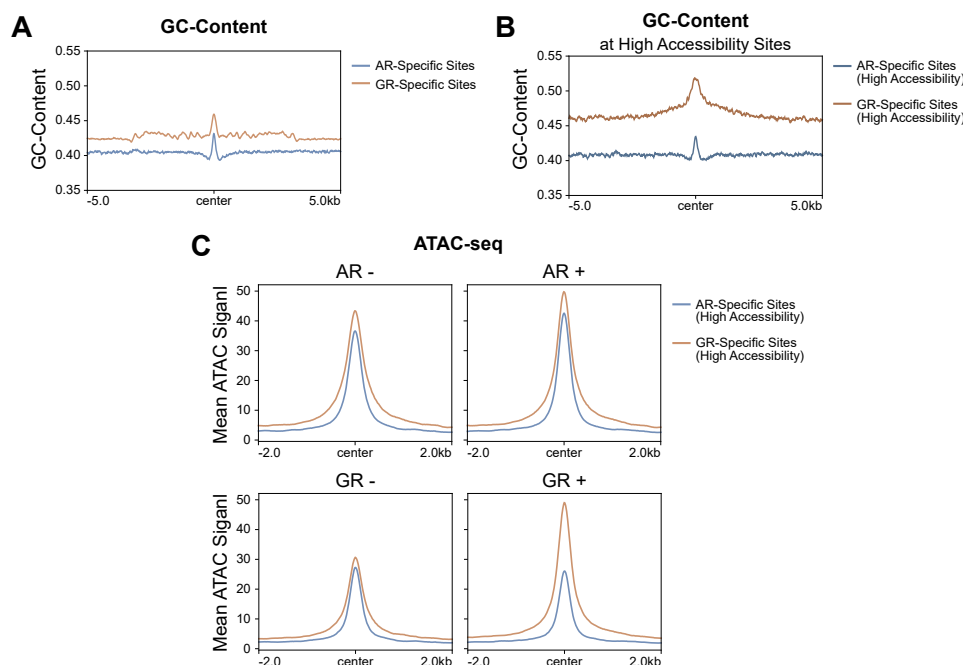 A
GC-Content
0.55
0.50
0.45
0.40
0.35
GC-Content
-5.0
center
5.0kb
AR-Specific Sites
GR-Specific Sites
B
GC-Content
at High Accessibility Sites
0.55
0.50
0.45
0.40
0.35
GC-Content
-5.0
center
5.0kb
AR-Specific Sites
(High Accessibility)
GR-Specific Sites
(High Accessibility)
C
ATAC-seq
AR -
AR +
Mean ATAC Siganl
50
40
30
20
10
0
-2.0
center
2.0kb
-2.0
center
2.0kb
AR-Specific Sites
(High Accessibility)
GR-Specific Sites
(High Accessibility)
GR -
GR +
Mean ATAC Siganl
50
40
30
20
10
0
-2.0
center
2.0kb
-2.0
center
2.0kb